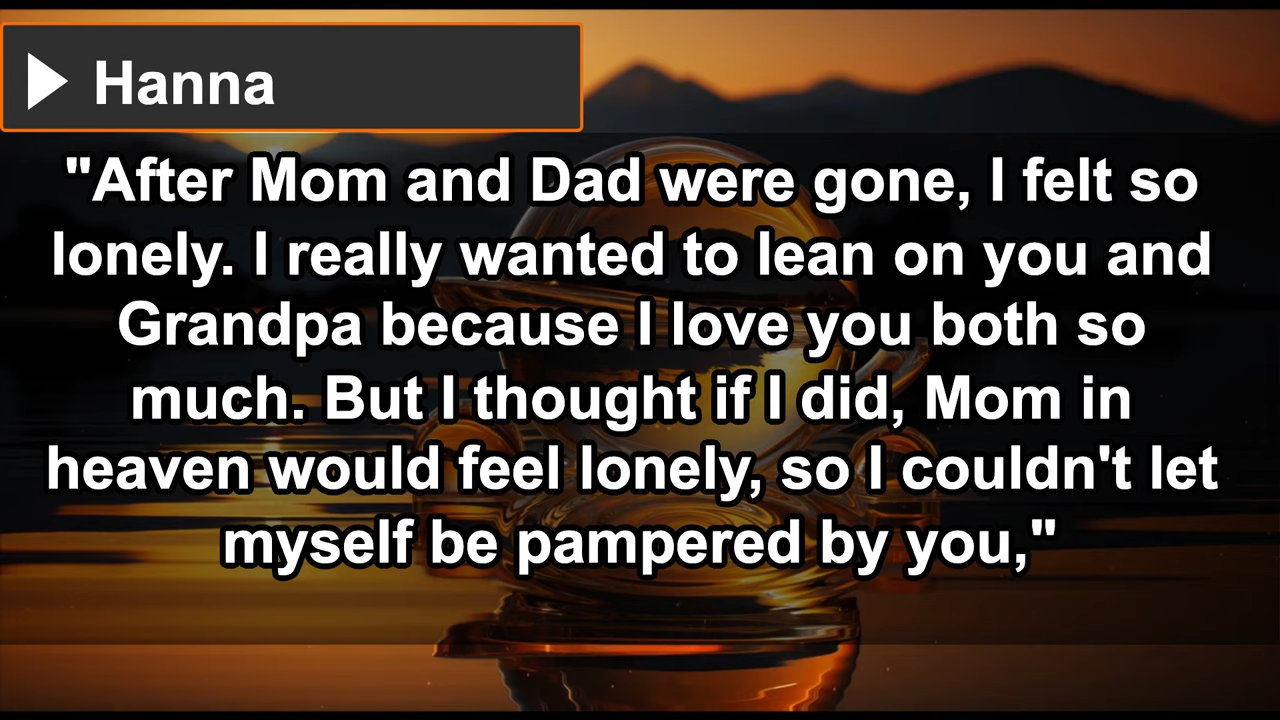 Hanna
"After Mom and Dad were gone, I felt so
lonely. I really wanted to lean on you and
Grandpa because I love you both so
much. But I thought if I did, Mom in
heaven would feel lonely, so I couldn't let
myself be pampered by you,"